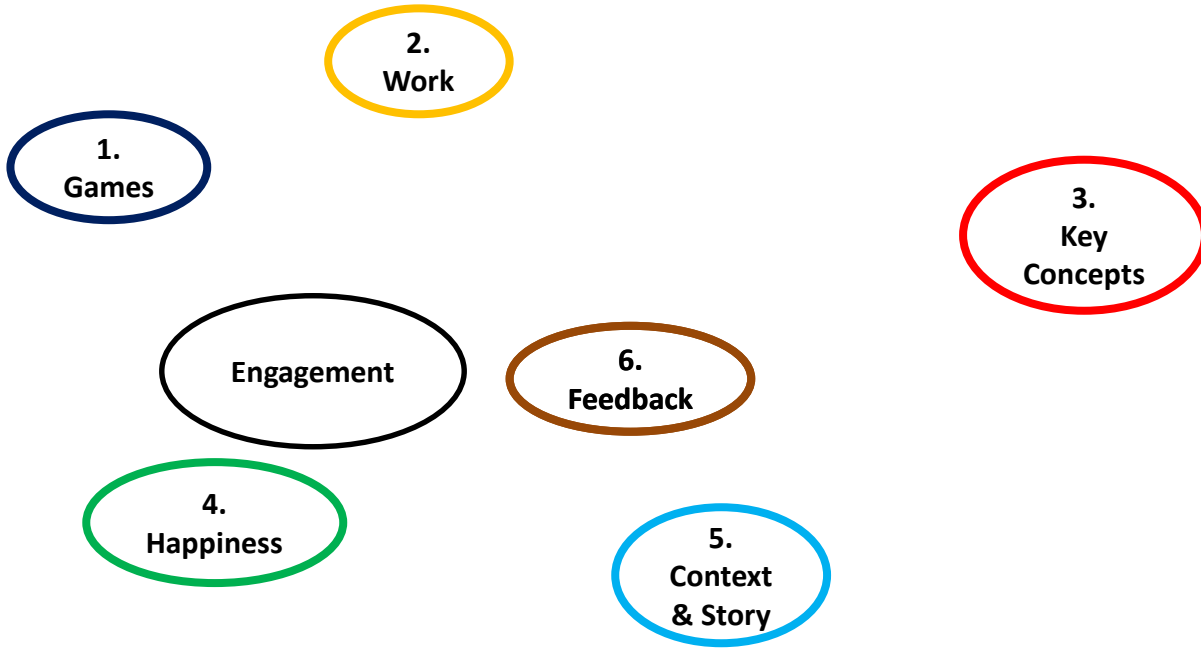 2.
Work
1.
Games
3.
Key
Concepts
Engagement
6.
Feedback
4.
Happiness
5.
Context
& Story